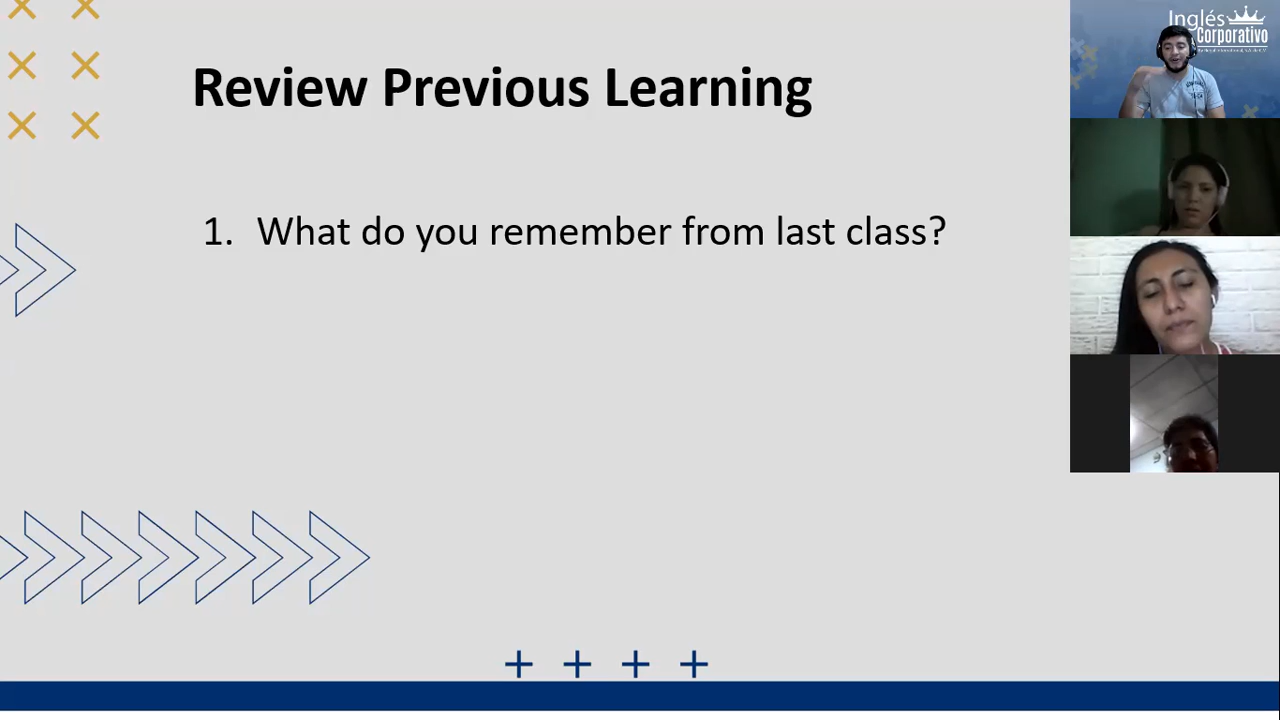 Review Previous Learning
1. What do you remember from last class?
Inglés
Corporativo